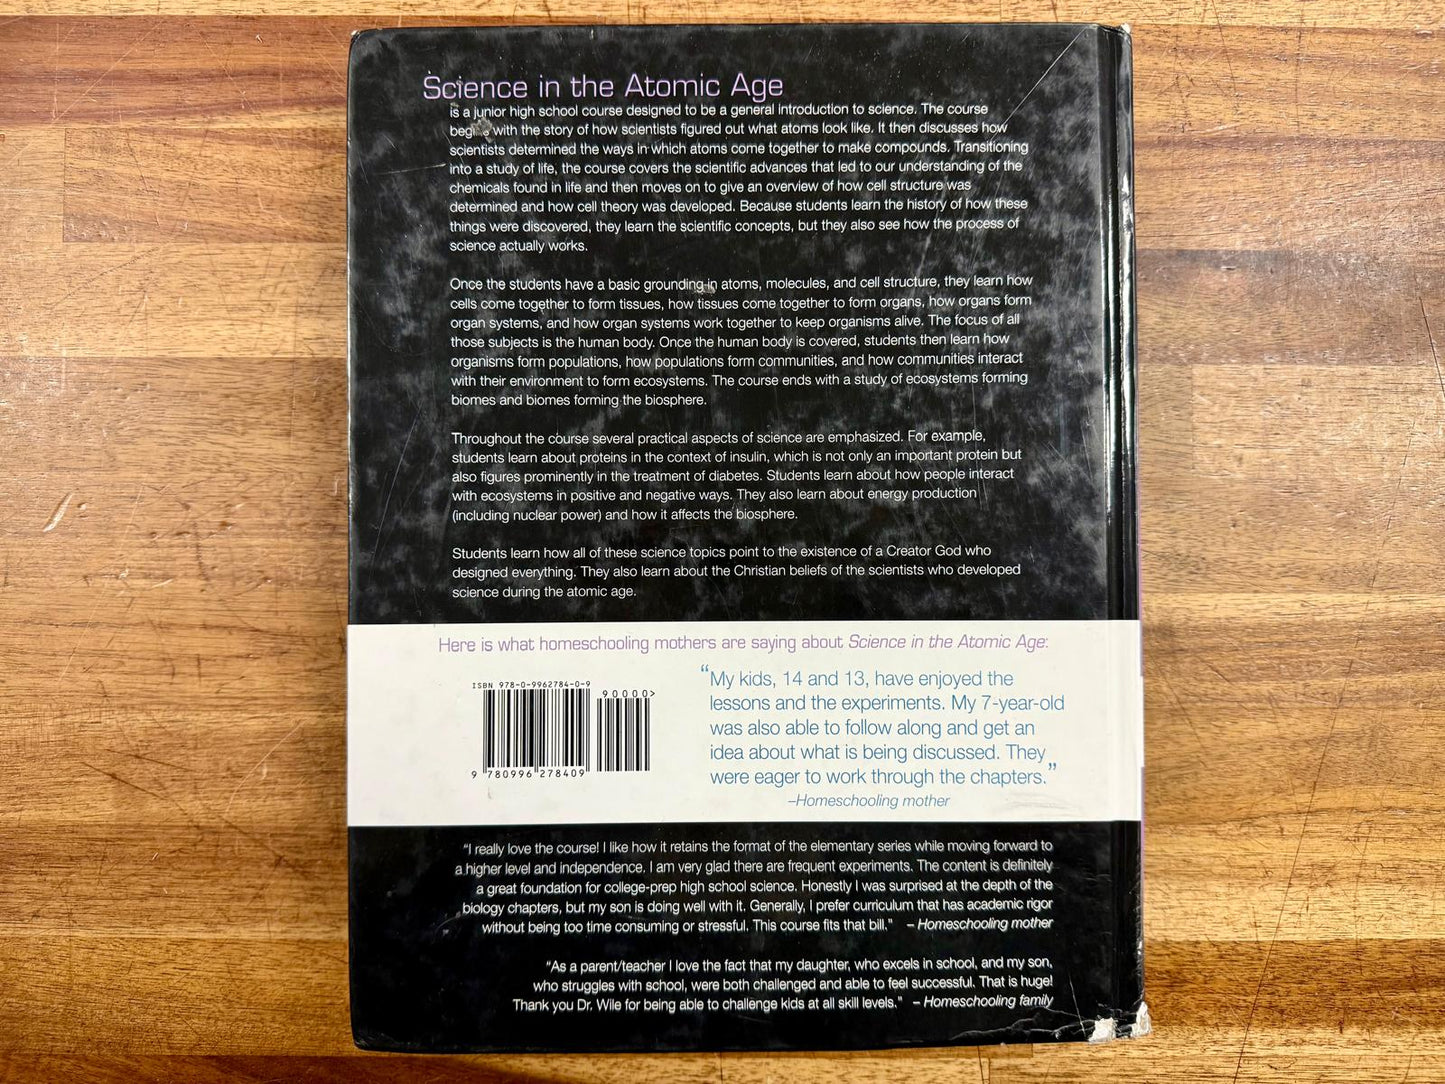 Science in the Atomic Age
is a junior high school course designed to be a general introduction to science. The course
begins with the story of how scientists figured out what atoms look like. It then discusses how
scientists determined the ways in which atoms come together to make compounds. Transitioning
into a study of life, the course covers the scientific advances that led to our understanding of the
chemicals found in life and then moves on to give an overview of how cell structure was
determined and how cell theory was developed. Because students learn the history of how these
things were discovered, they learn the scientific concepts, but they also see how the process of
science actually works.
Once the students have a basic grounding in atoms, molecules, and cell structure, they learn how
cells come together to form tissues, how tissues come together to form organs, how organs form
organ systems, and how organ systems work together to keep organisms alive. The focus of all
those subjects is the human body. Once the human body is covered, students then learn how
organisms form populations, how populations form communities, and how communities interact
with their environment to form ecosystems. The course ends with a study of ecosystems forming
biomes and biomes forming the biosphere.
Throughout the course several practical aspects of science are emphasized. For example,
students learn about proteins in the context of insulin, which is not only an important protein but
also figures prominently in the treatment of diabetes. Students learn about how people interact
with ecosystems in positive and negative ways. They also learn about energy production
(including nuclear power) and how it affects the biosphere.
Students learn how all of these science topics point to the existence of a Creator God who
designed everything. They also learn about the Christian beliefs of the scientists who developed
science during the atomic age.
Here is what homeschooling mothers are saying about Science in the Atomic Age:
ISBN 978-0-9962784-0-9
90000>
9 780996 278409
“My kids, 14 and 13, have enjoyed the
lessons and the experiments. My 7-year-old
was also able to follow along and get an
idea about what is being discussed. They
were eager to work through the chapters.”
–Homeschooling mother
"I really love the course! I like how it retains the format of the elementary series while moving forward to
a higher level and independence. I am very glad there are frequent experiments. The content is definitely
a great foundation for college-prep high school science. Honestly I was surprised at the depth of the
biology chapters, but my son is doing well with it. Generally, I prefer curriculum that has academic rigor
without being too time consuming or stressful. This course fits that bill." – Homeschooling mother
"As a parent/teacher I love the fact that my daughter, who excels in school, and my son,
who struggles with school, were both challenged and able to feel successful. That is huge!
Thank you Dr. Wile for being able to challenge kids at all skill levels." – Homeschooling family